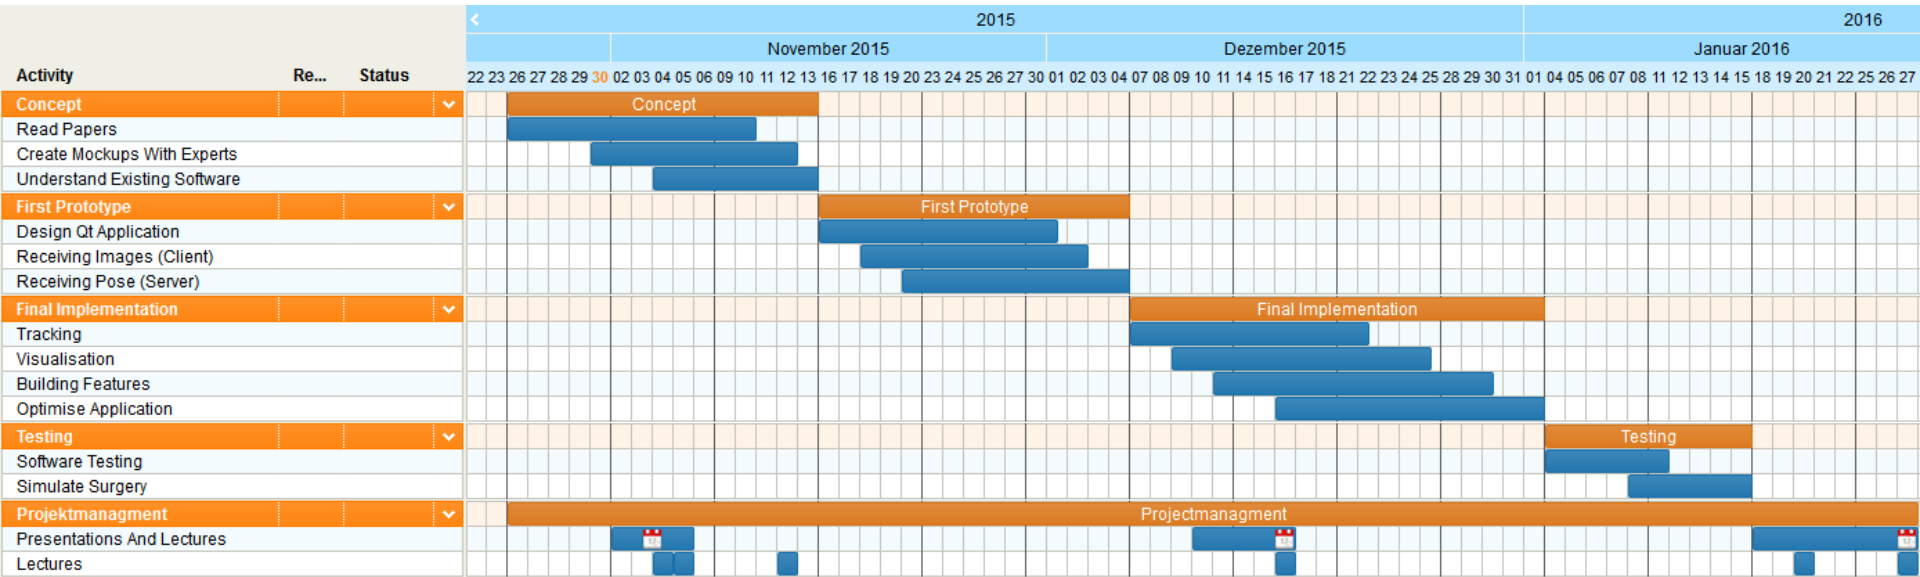 2015 2016
November 2015 Dezember 2015 Januar 2016
Activity Re... Status 22 23 26 27 28 29 30 02 03 04 05 06 09 10 11 12 13 16 17 18 19 20 23 24 25 26 27 30 01 02 03 04 07 08 09 10 11 14 15 16 17 18 21 22 23 24 25 28 29 30 31 01 04 05 06 07 08 11 12 13 14 15 18 19 20 21 22 25 26 27
Concept Concept
Read Papers
Create Mockups With Experts
Understand Existing Software
First Prototype First Prototype
Design Qt Application
Receiving Images (Client)
Receiving Pose (Server)
Final Implementation Final Implementation
Tracking
Visualisation
Building Features
Optimise Application
Testing Testing
Software Testing
Simulate Surgery
Projektmanagment Projectmanagment
Presentations And Lectures
Lectures